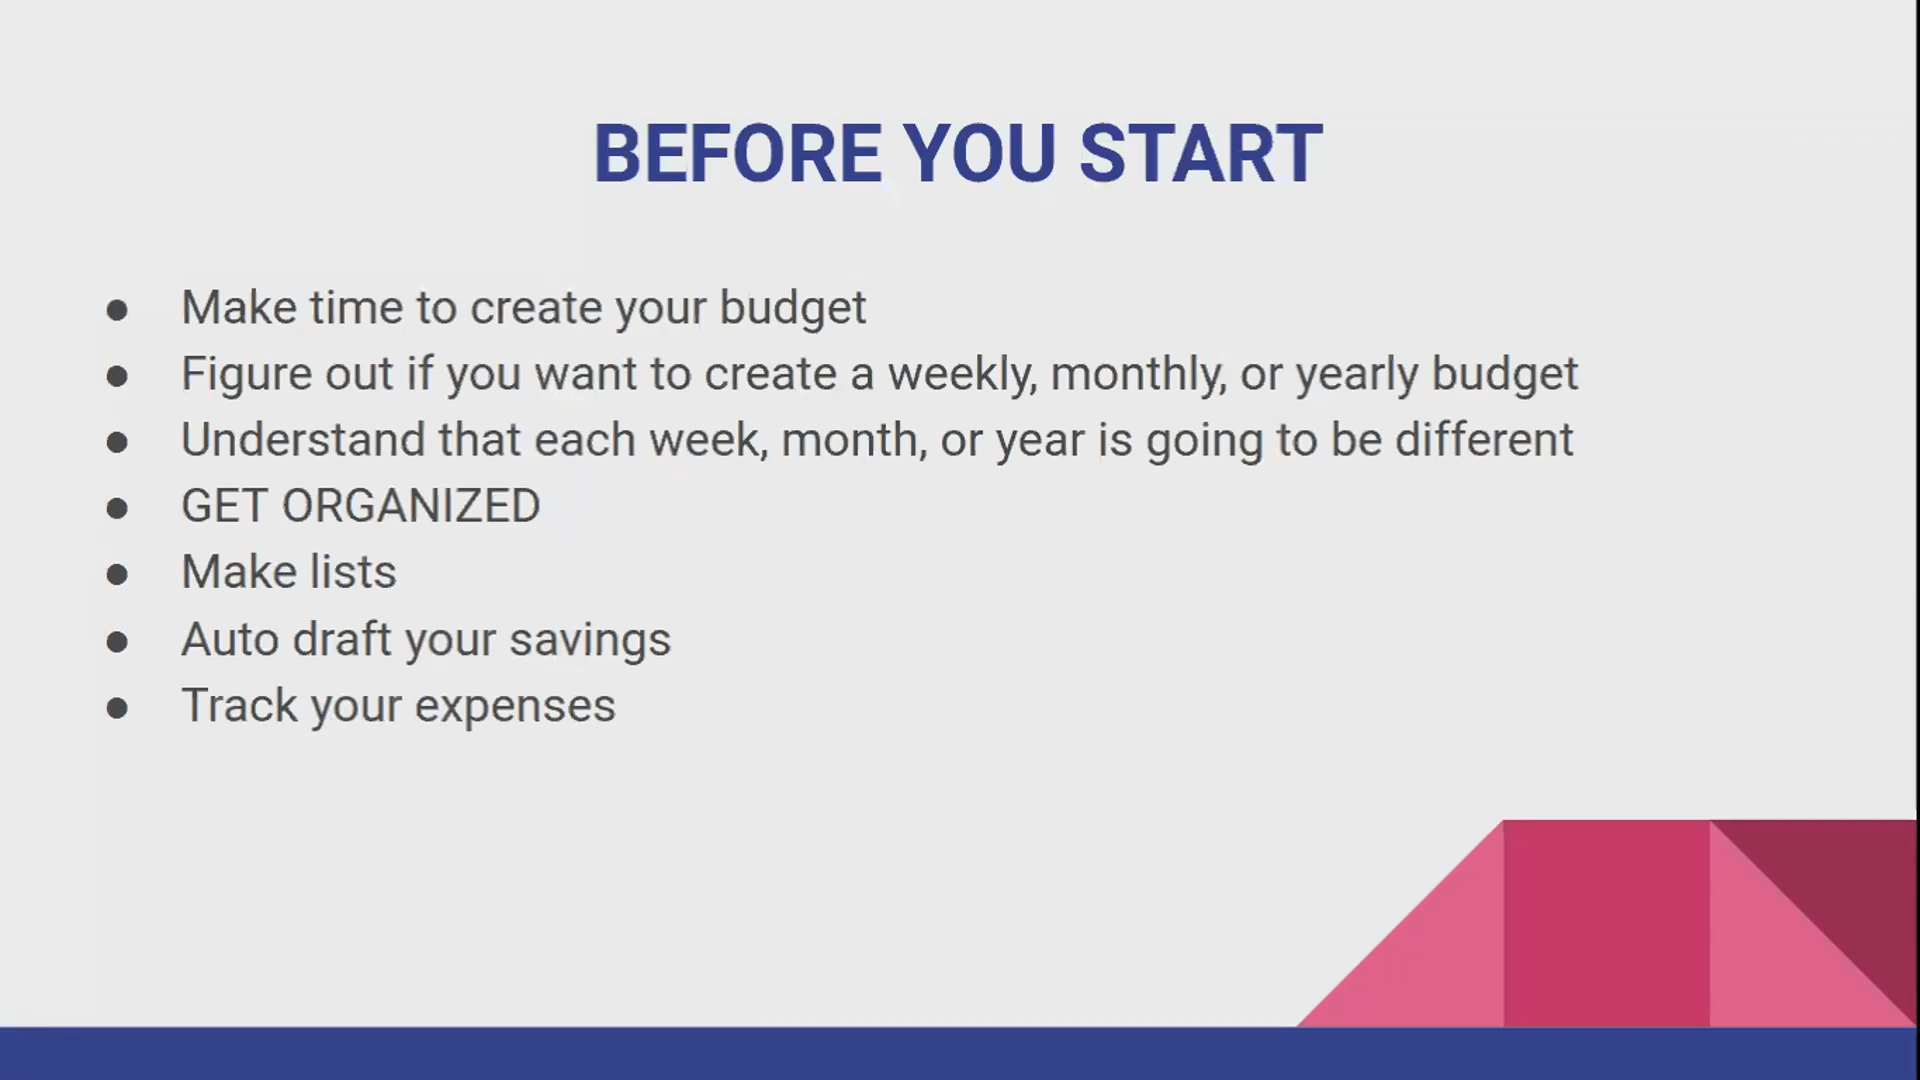 BEFORE YOU START
● Make time to create your budget
● Figure out if you want to create a weekly, monthly, or yearly budget
● Understand that each week, month, or year is going to be different
● GET ORGANIZED
● Make lists
● Auto draft your savings
● Track your expenses